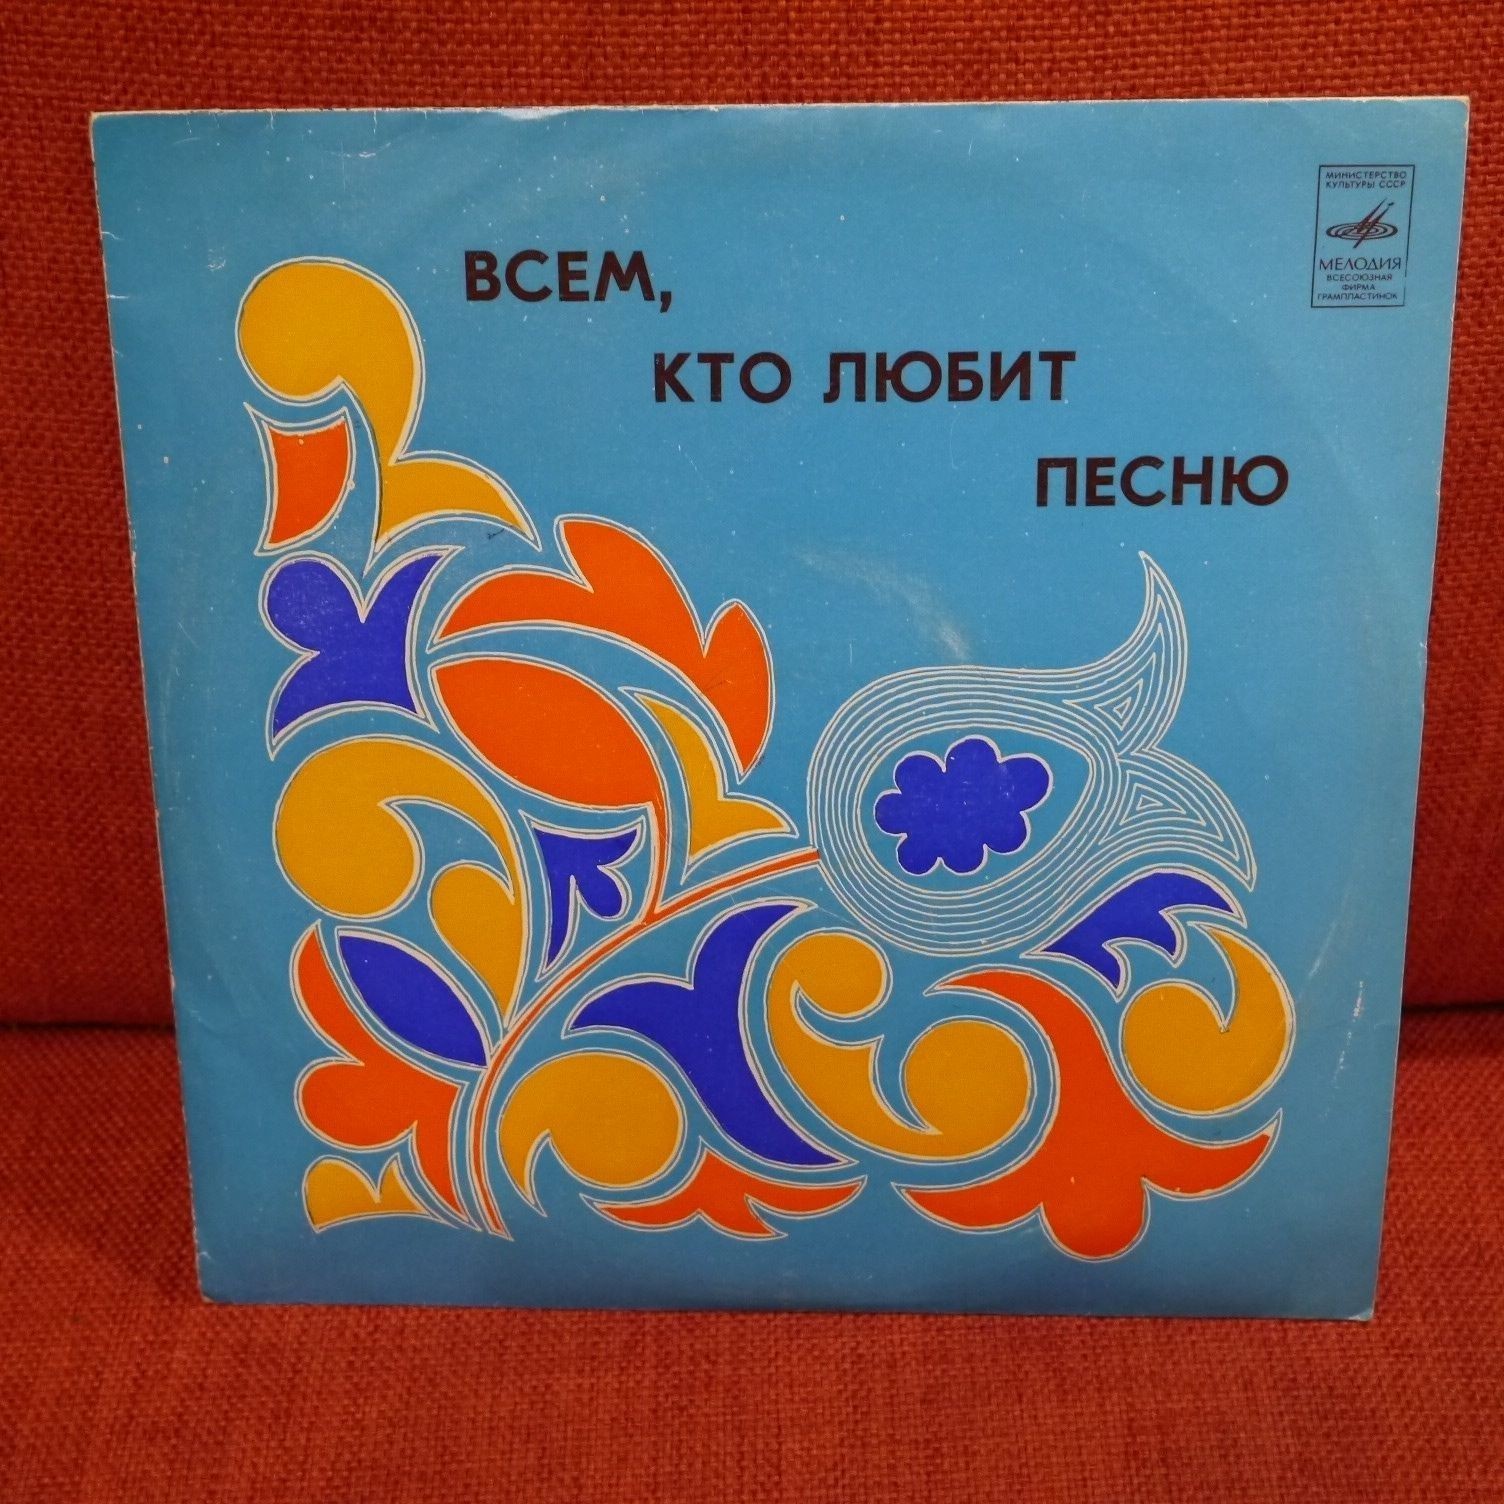 ВСЕМ,
КТО ЛЮБИТ
ПЕСНЮ
МИНИСТЕРСТВО
КУЛЬТУРЫ СССР
МЕЛОДИЯ
ВСЕСОЮЗНАЯ
ФИРМА
ГРАМПЛАСТИНОК